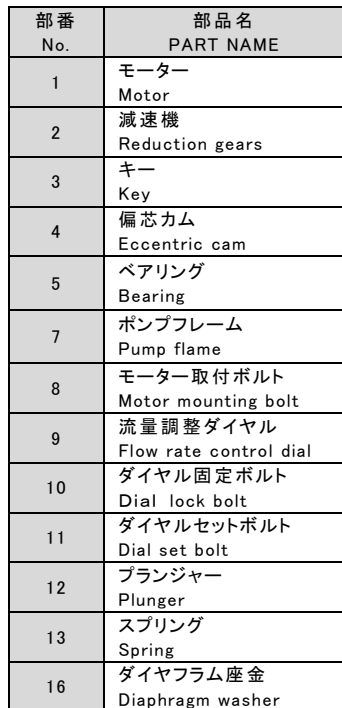 部番 部品名
No. PART NAME
1 モーター
Motor
2 減速機
Reduction gears
3 キー
Key
4 偏芯カム
Eccentric cam
5 ベアリング
Bearing
7 ポンプフレーム
Pump flame
8 モーター取付ボルト
Motor mounting bolt
9 流量調整ダイヤル
Flow rate control dial
10 ダイヤル固定ボルト
Dial lock bolt
11 ダイヤルセットボルト
Dial set bolt
12 プランジャー
Plunger
13 スプリング
Spring
16 ダイヤフラム座金
Diaphragm washer